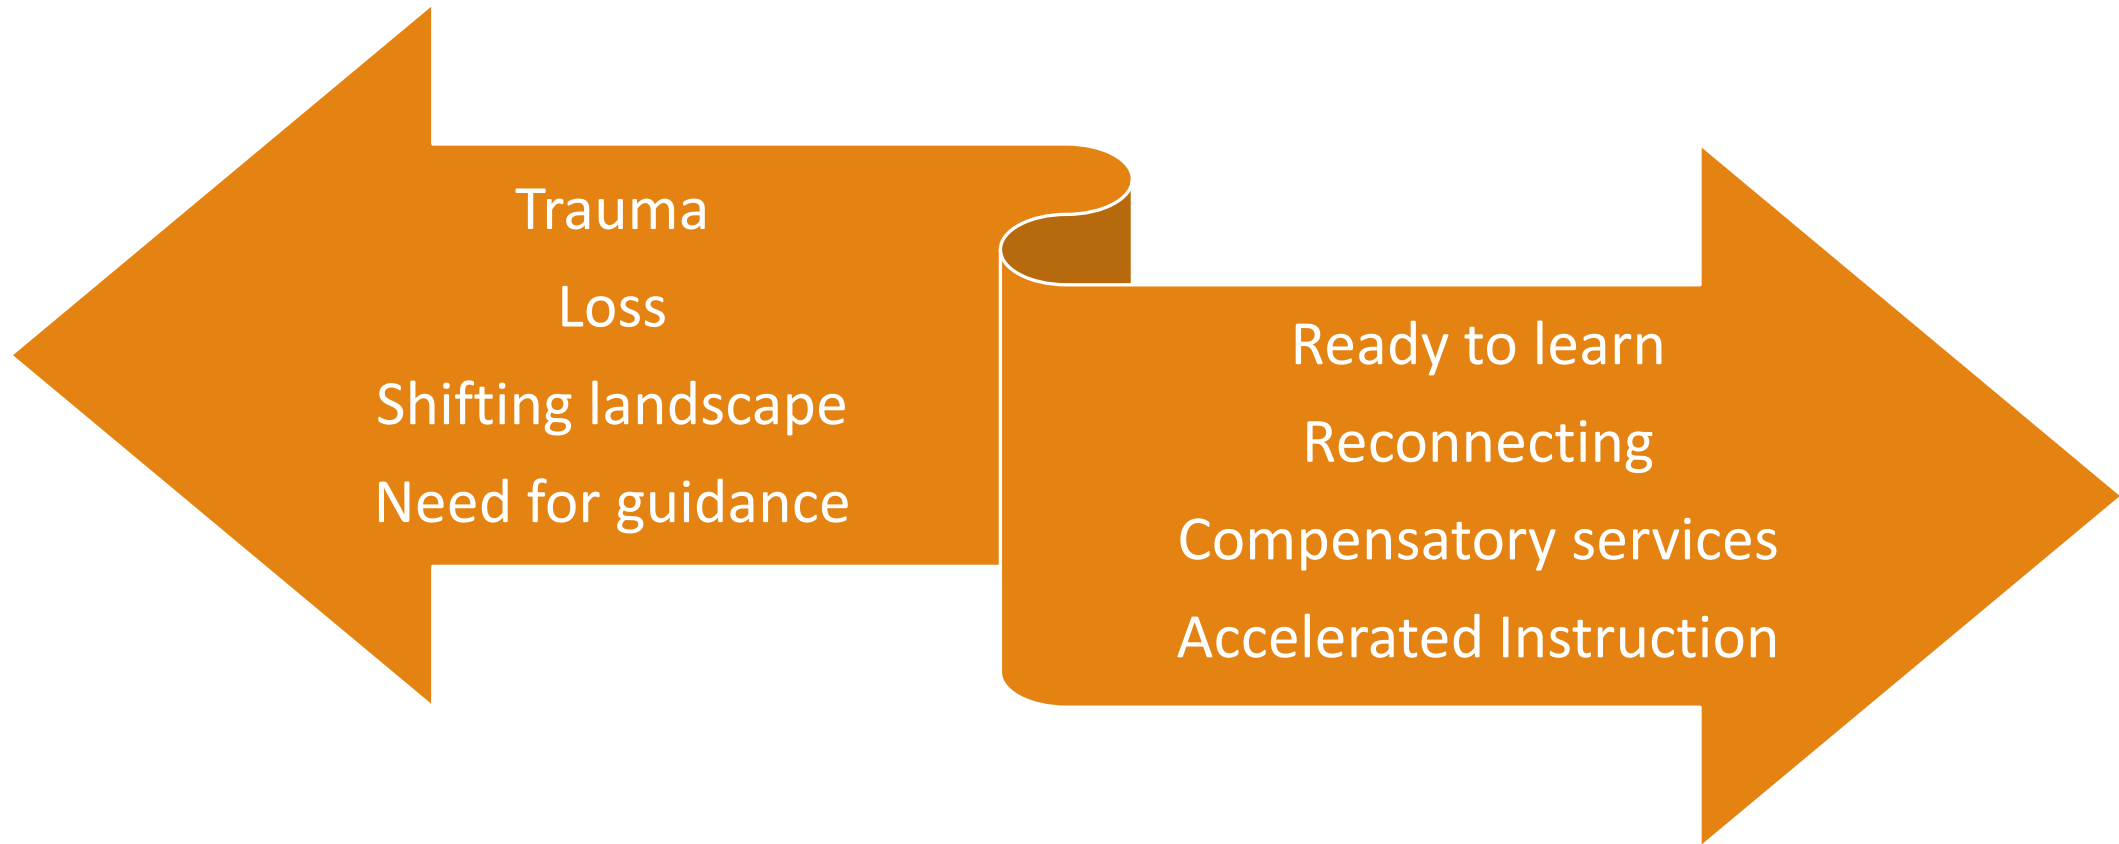 Trauma
Loss
Shifting landscape
Need for guidance
Ready to learn
Reconnecting
Compensatory services
Accelerated Instruction